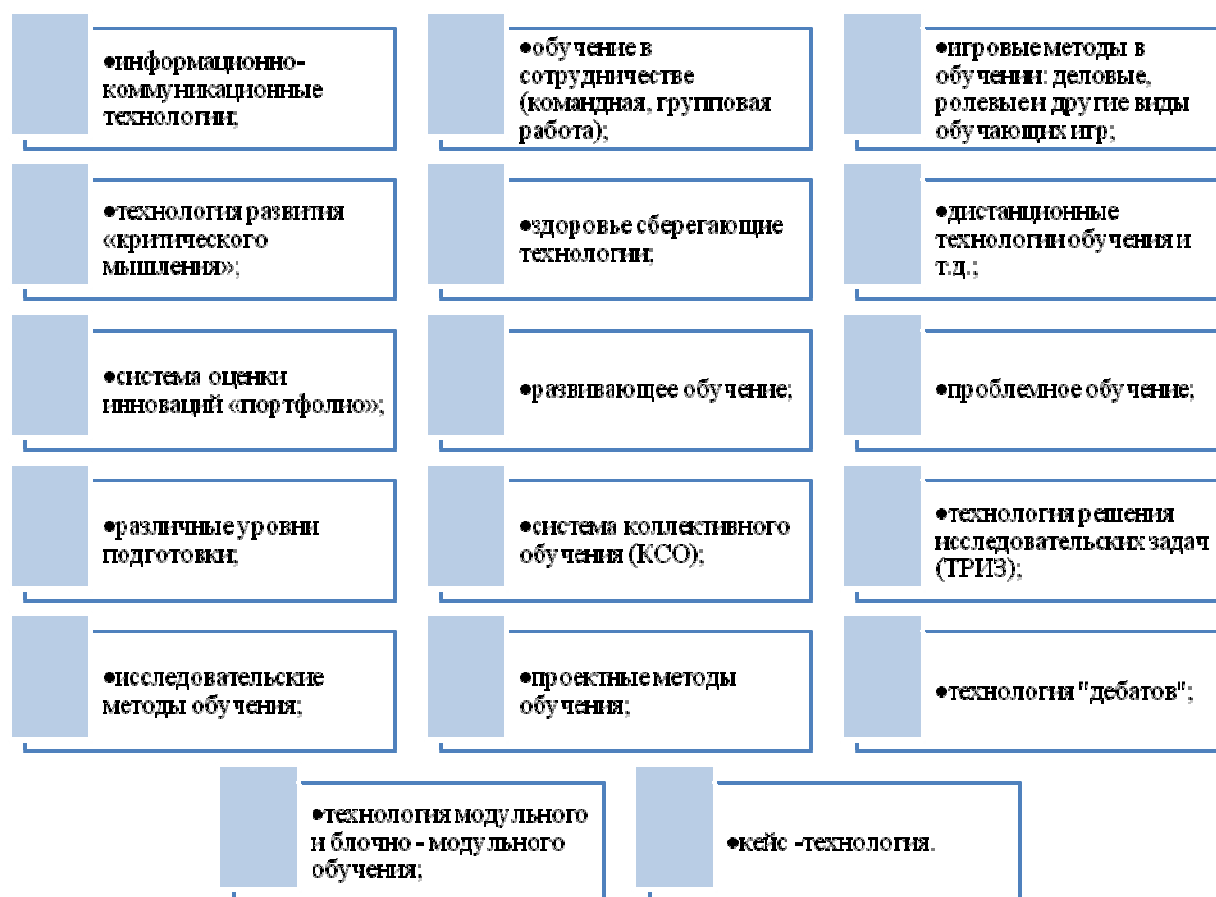 •информационно-
коммуникационные
технологии;
•обучение в
сотрудничестве
(командная, групповая
работа);
•игровые методы в
обучении: деловые,
ролевые и другие виды
обучающих игр;
•технология развития
«критического
мышления»;
•здоровье сберегающие
технологии;
•дистанционные
технологии обучения и
т.д.;
•система оценки
инноваций «портфолио»;
•развивающее обучение;
•проблемное обучение;
•различные уровни
подготовки;
•система коллективного
обучения (КСО);
•технология решения
исследовательских задач
(ТРИЗ);
•исследовательские
методы обучения;
•проектные методы
обучения;
•технология "дебатов";
•технология модульного
и блочно - модульного
обучения;
•кейс -технология.